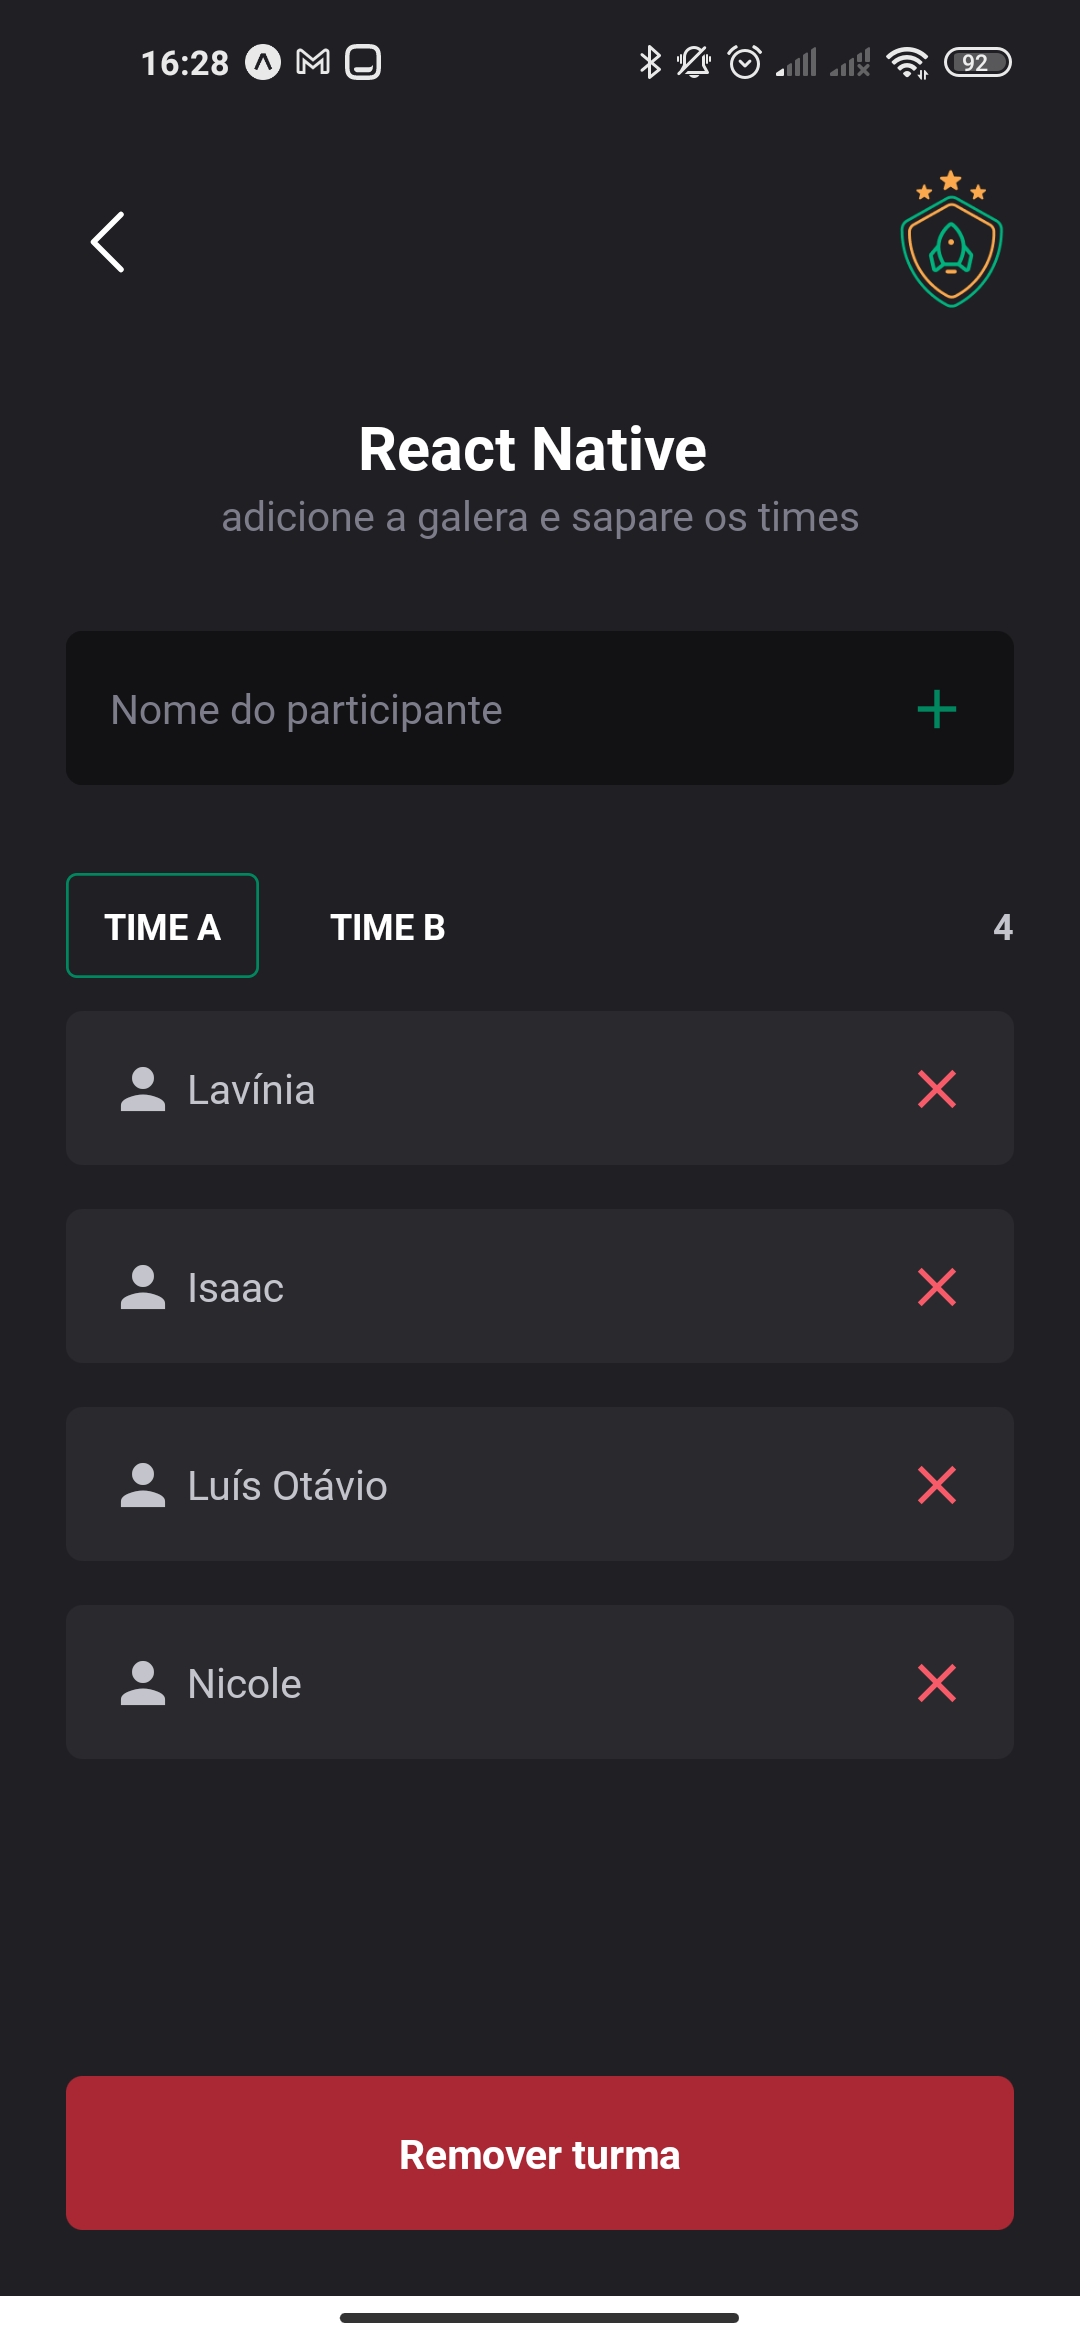 16:28
92
React Native
adicione a galera e sapare os times
Nome do participante
TIME A TIME B 4
Lavínia
Isaac
Luís Otávio
Nicole
Remover turma